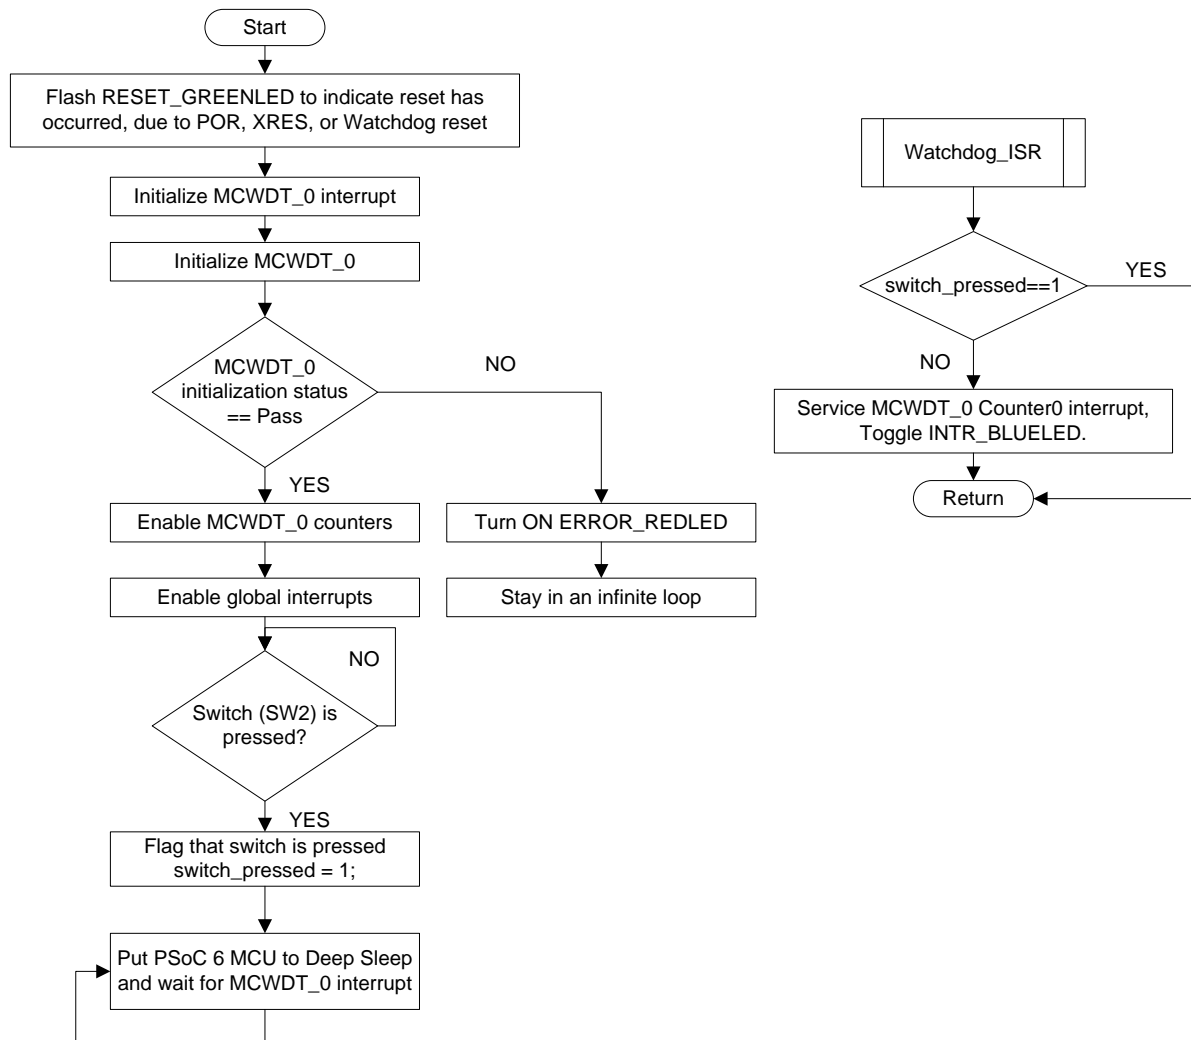 Start
Flash RESET_GREENLED to indicate reset has
occurred, due to POR, XRES, or Watchdog reset
Initialize MCWDT_0 interrupt
Initialize MCWDT_0
MCWDT_0
initialization status
== Pass
NO
YES
Enable MCWDT_0 counters
Turn ON ERROR_REDLED
Enable global interrupts
Stay in an infinite loop
NO
Switch (SW2) is
pressed?
YES
Flag that switch is pressed
switch_pressed = 1;
Put PSoC 6 MCU to Deep Sleep
and wait for MCWDT_0 interrupt
Watchdog_ISR
switch_pressed==1
YES
NO
Service MCWDT_0 Counter0 interrupt,
Toggle INTR_BLUELED.
Return